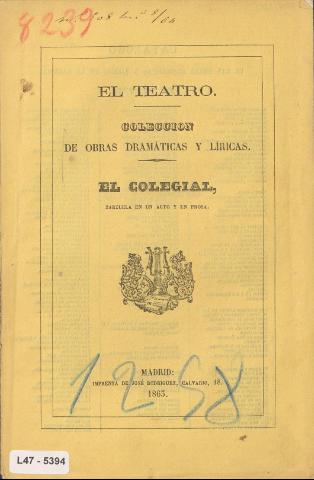 8239
EL TEATRO.
COLECCION
DE OBRAS DRAMÁTICAS Y LÍRICAS.
EL COLEGIAL,
ZARZUELA EN UN ACTO Y EN PROSA.
MADRID:
IMPRENTA DE JOSÉ RODRIGUEZ, CALVARIO, 18.
1863.
1258
L47 - 5394